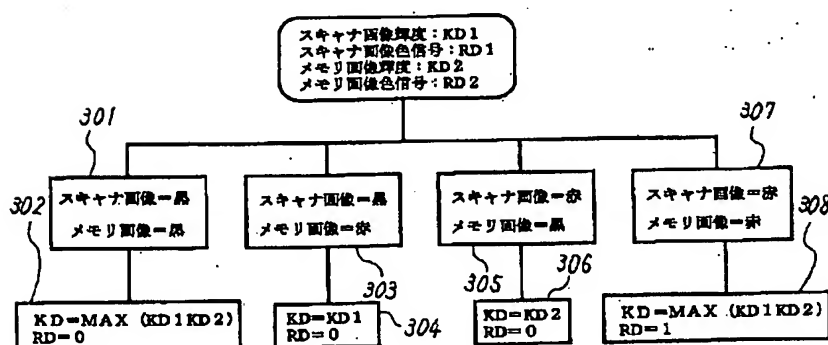 スキャナ画像輝度：KD1
スキャナ画像色信号：RD1
メモリ画像輝度：KD2
メモリ画像色信号：RD2
301
307
スキャナ画像＝黒
メモリ画像＝黒
スキャナ画像＝黒
メモリ画像＝赤
スキャナ画像＝赤
メモリ画像＝黒
スキャナ画像＝赤
メモリ画像＝赤
302
303
305
306
308
KD＝MAX (KD1KD2)
RD＝0
KD＝KD1
RD＝0
304
KD＝KD2
RD＝0
KD＝MAX (KD1KD2)
RD＝1